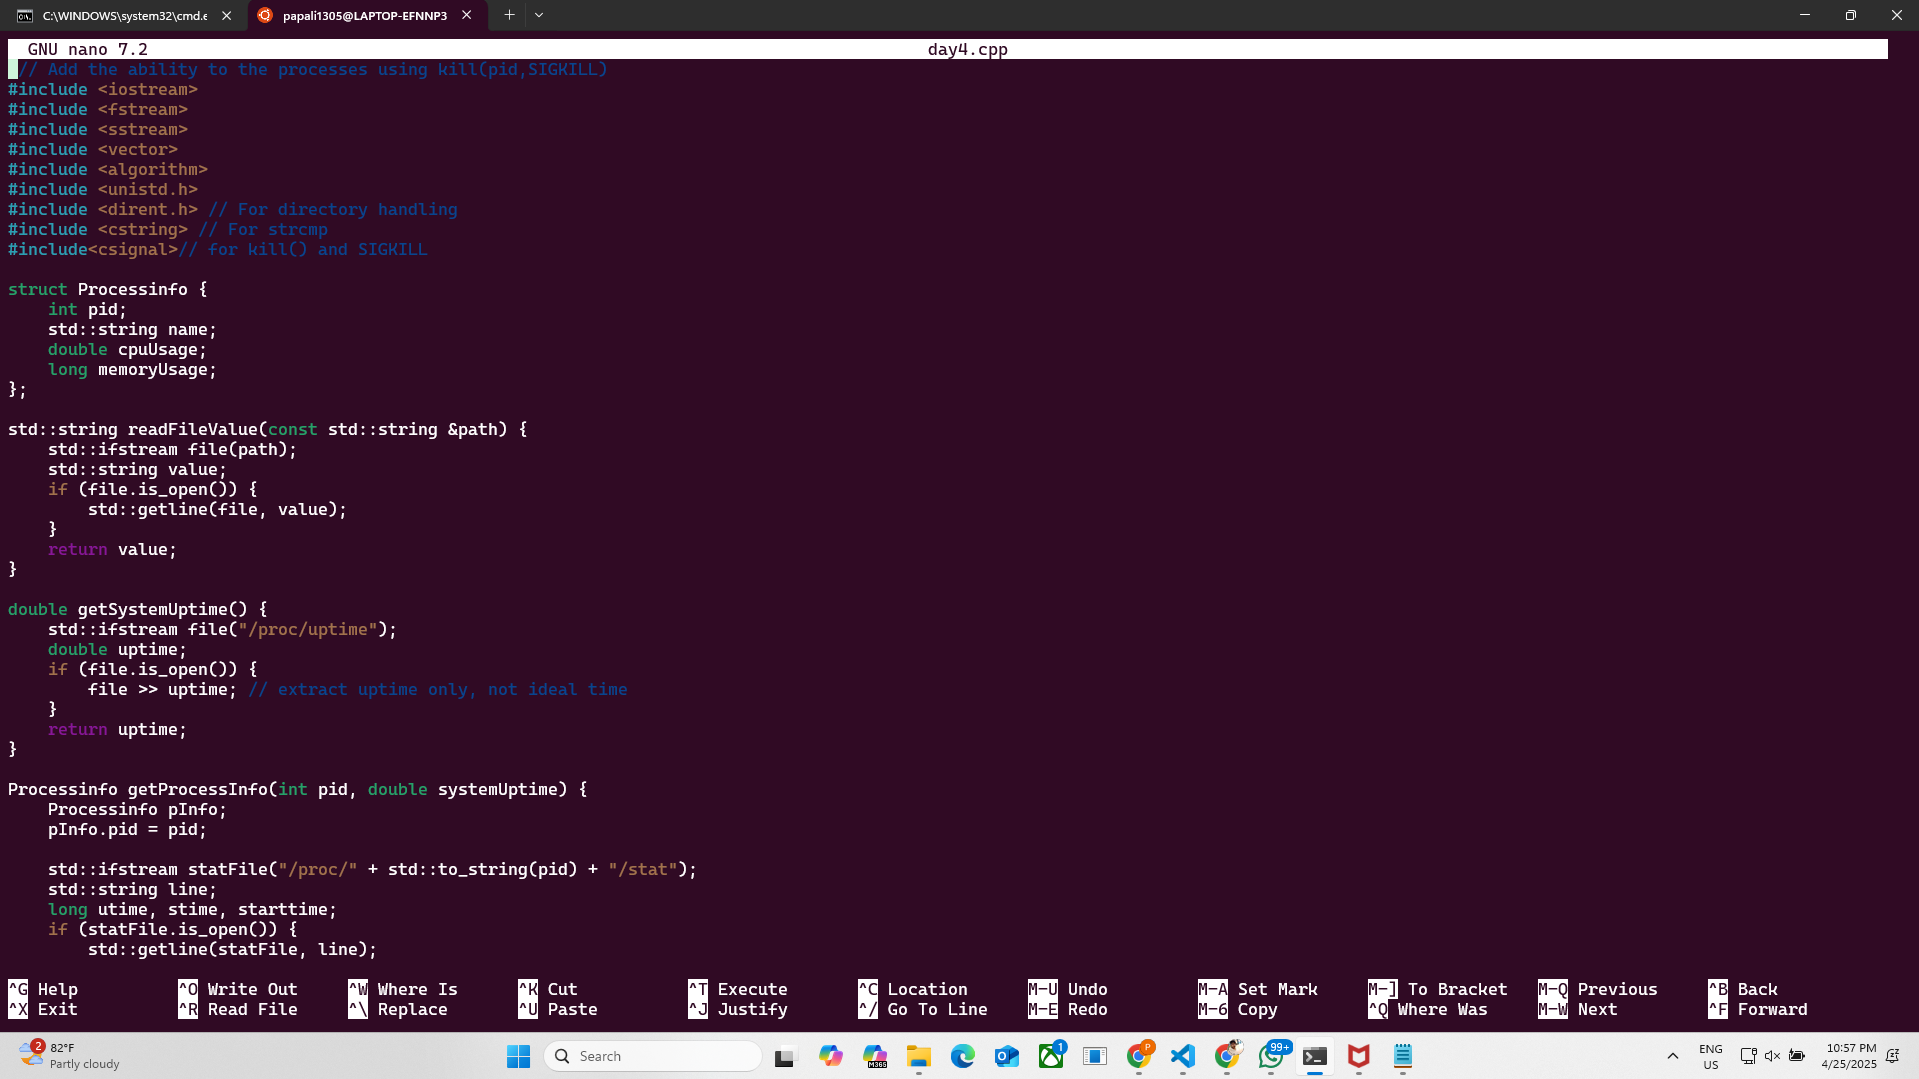 C:\WINDOWS\system32\cmd.e
papali1305@LAPTOP-EFNNP3
GNU nano 7.2 day4.cpp
// Add the ability to the processes using kill(pid,SIGKILL)
#include <iostream>
#include <fstream>
#include <sstream>
#include <vector>
#include <algorithm>
#include <unistd.h>
#include <dirent.h> // For directory handling
#include <cstring> // For strcmp
#include<csignal>// for kill() and SIGKILL
struct Processinfo {
    int pid;
    std::string name;
    double cpuUsage;
    long memoryUsage;
};
std::string readFileValue(const std::string &path) {
    std::ifstream file(path);
    std::string value;
    if (file.is_open()) {
        std::getline(file, value);
    }
    return value;
}
double getSystemUptime() {
    std::ifstream file("/proc/uptime");
    double uptime;
    if (file.is_open()) {
        file >> uptime; // extract uptime only, not ideal time
    }
    return uptime;
}
Processinfo getProcessInfo(int pid, double systemUptime) {
    Processinfo pInfo;
    pInfo.pid = pid;
    std::ifstream statFile("/proc/" + std::to_string(pid) + "/stat");
    std::string line;
    long utime, stime, starttime;
    if (statFile.is_open()) {
        std::getline(statFile, line);
^G Help ^O Write Out ^W Where Is ^K Cut ^T Execute ^C Location M-U Undo M-A Set Mark M-] To Bracket M-Q Previous ^B Back
^X Exit ^R Read File ^\ Replace ^U Paste ^J Justify ^/ Go To Line M-E Redo M-6 Copy ^Q Where Was M-W Next ^F Forward
2 82°F
Partly cloudy
Search
M365
1
P
99+
ENG
US
10:57 PM
4/25/2025